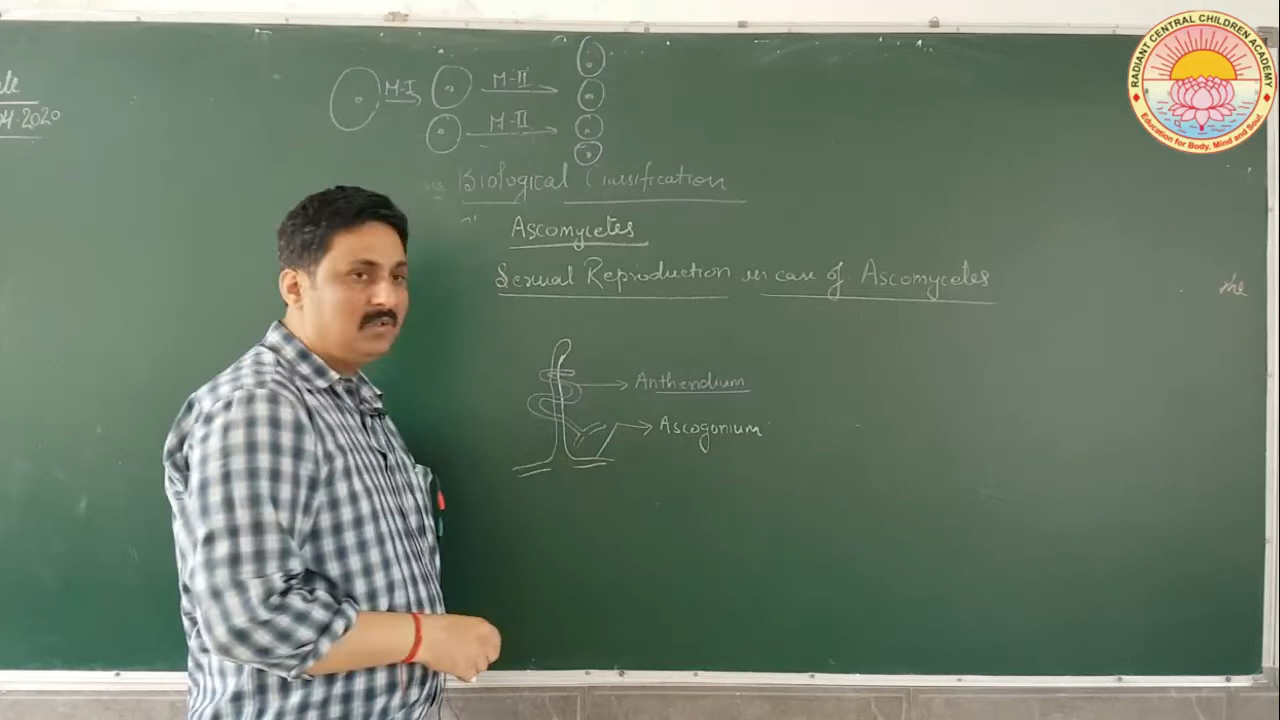 RADIANT CENTRAL CHILDREN ACADEMY
Education for Body, Mind and Soul.
M-I
M-II
M-II
Biological Classification
Ascomycetes
Sexual Reproduction in case of Ascomycetes
the
Antheridium
Ascogonium